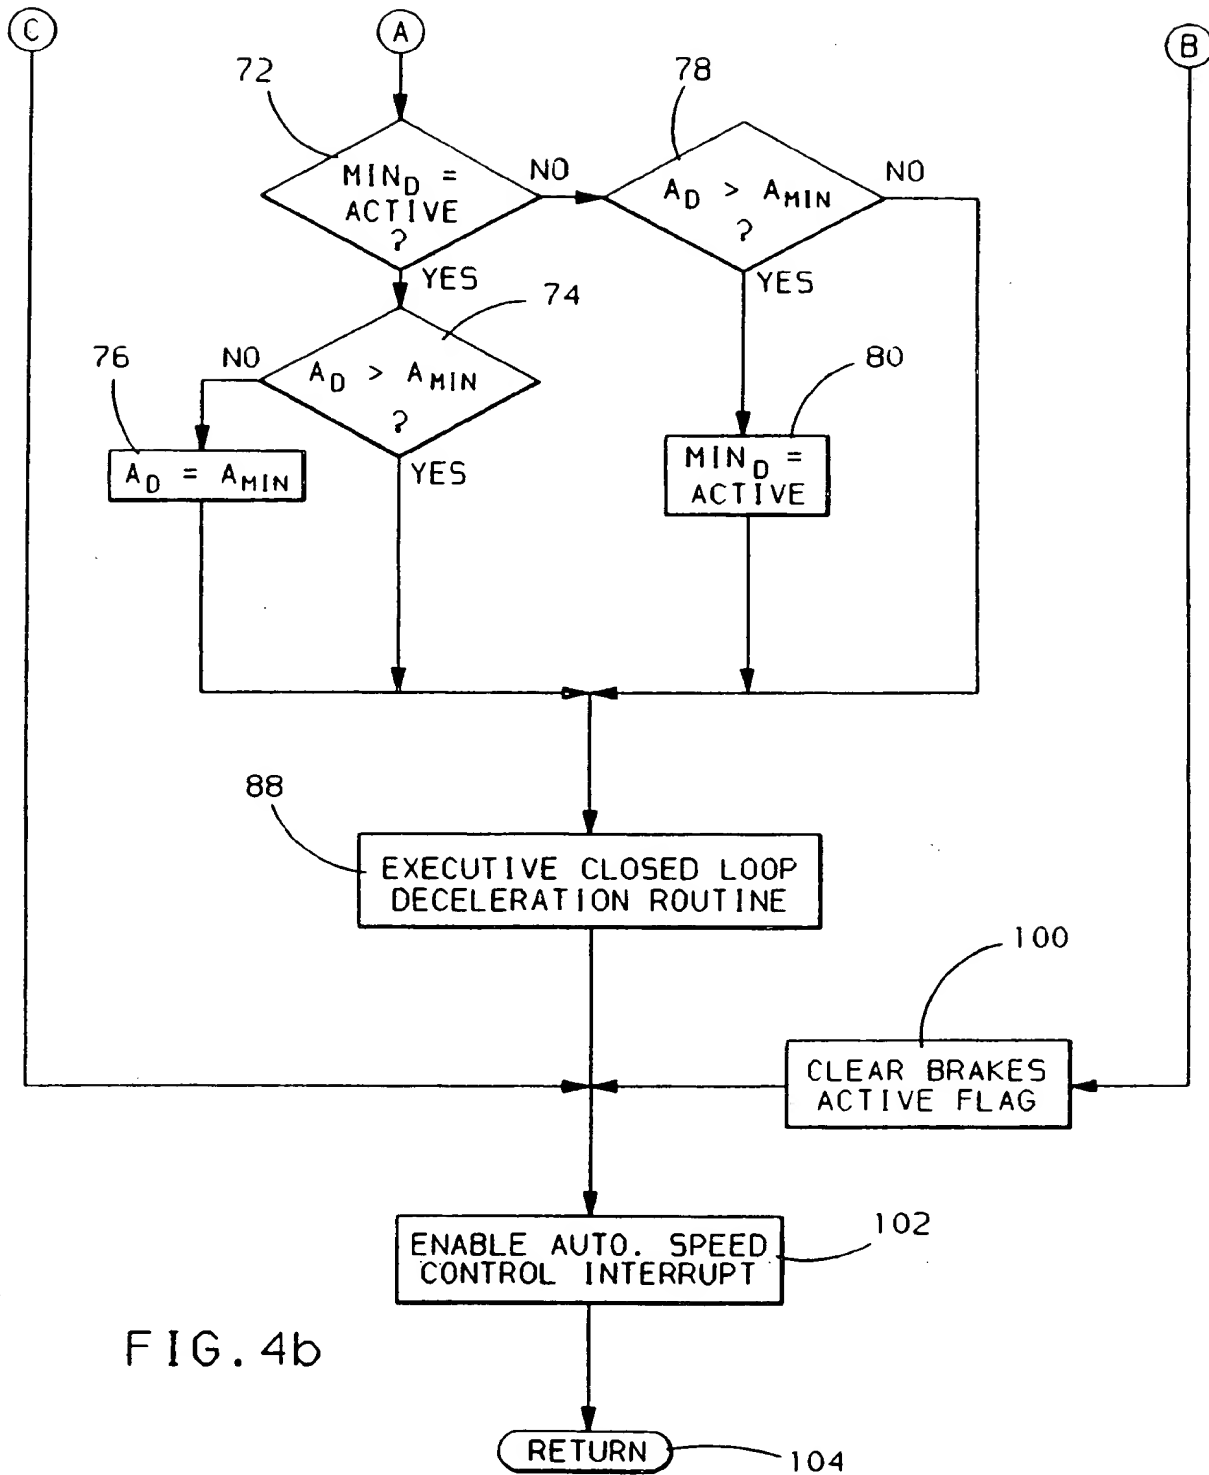 C
A
B
72
78
MIND =
ACTIVE
?
NO
AD > AMIN
?
NO
YES
YES
74
76
NO
AD > AMIN
?
80
AD = AMIN
YES
MIND =
ACTIVE
88
EXECUTIVE CLOSED LOOP
DECELERATION ROUTINE
100
CLEAR BRAKES
ACTIVE FLAG
102
ENABLE AUTO. SPEED
CONTROL INTERRUPT
FIG. 4b
RETURN
104